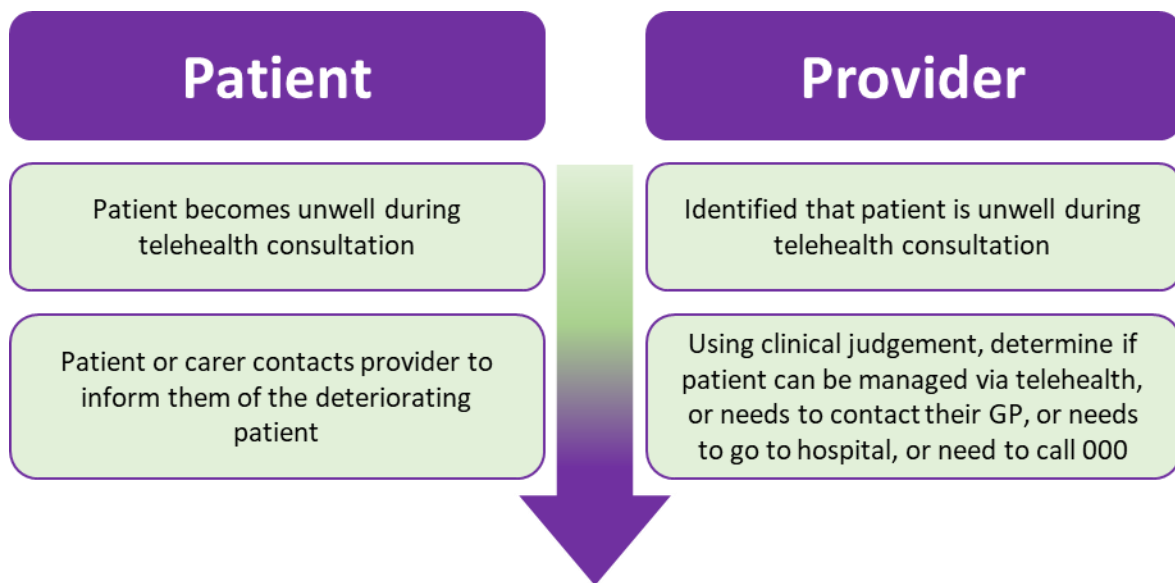 Patient
Provider
Patient becomes unwell during
telehealth consultation
Identified that patient is unwell during
telehealth consultation
Patient or carer contacts provider to
inform them of the deteriorating
patient
Using clinical judgement, determine if
patient can be managed via telehealth,
or needs to contact their GP, or needs
to go to hospital, or need to call 000